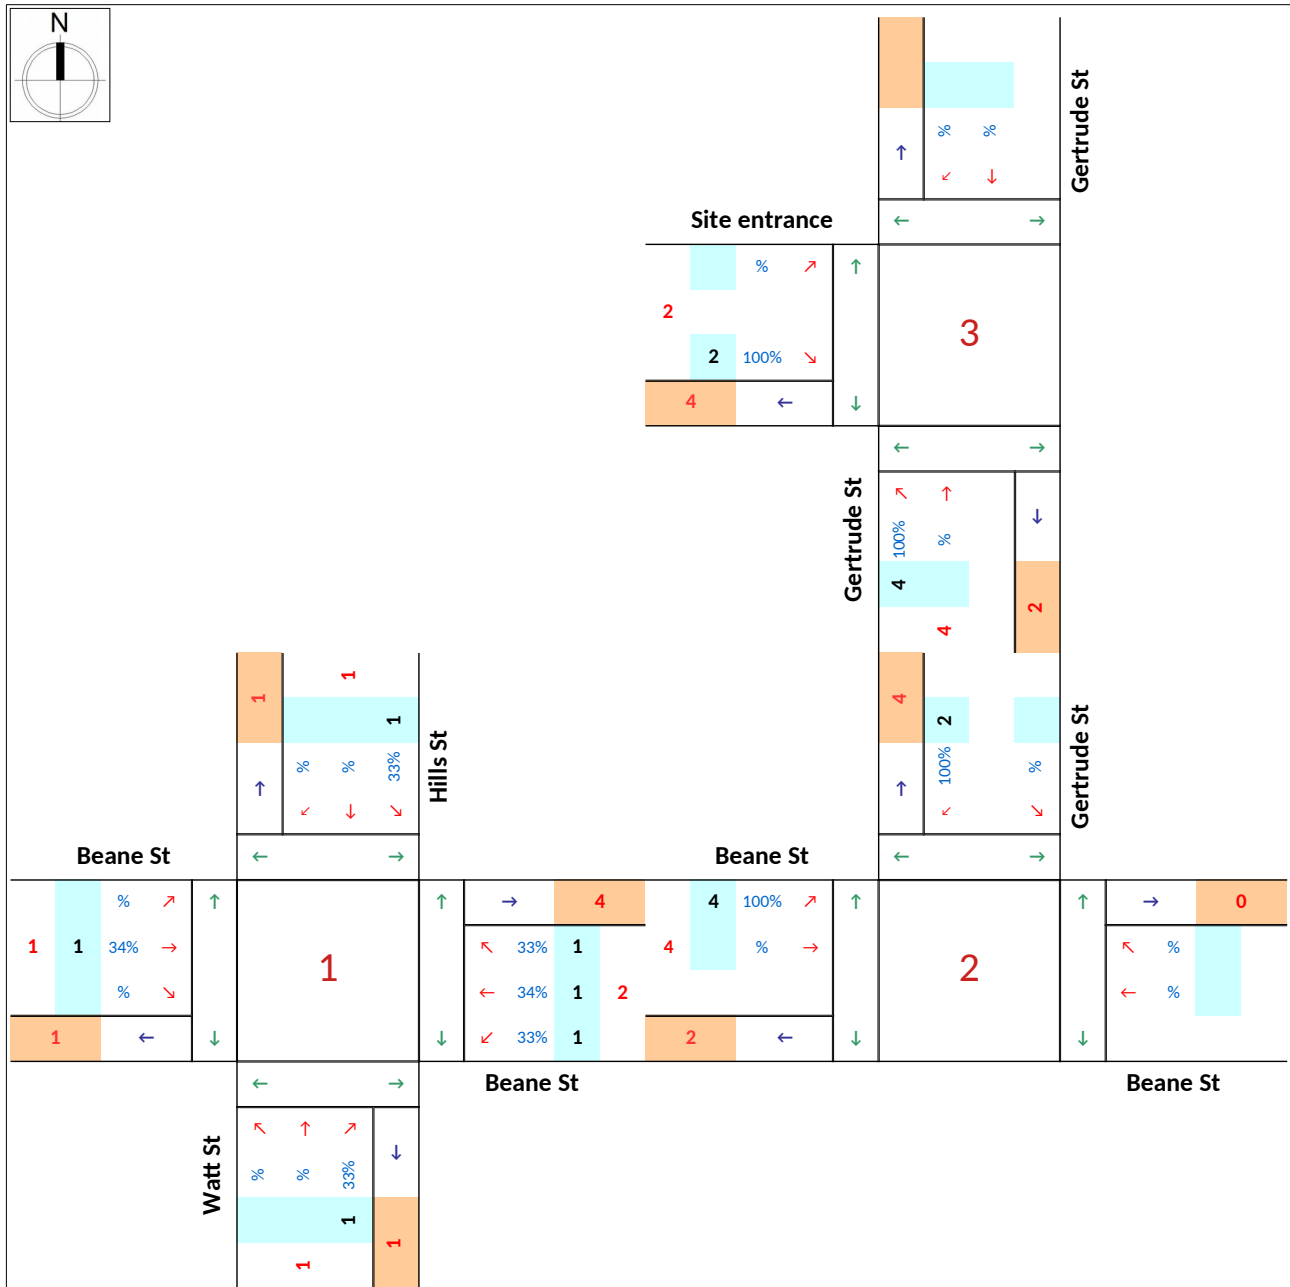 N
Gertrude St
% %
↑
↙ ↓
Site entrance
← →
% ↗ ↑
2
3
2 100% ↘
4 ← ↓
← →
Gertrude St
↖ ↑
100% %
↓
4
2
4
1
1
1
4
2
Hills St
Gertrude St
% % 33%
100% %
↑
↙ ↓ ↘
↑
↙ ↘
Beane St
← →
Beane St
← →
% ↗ ↑
↑ → 4
4 100% ↗ ↑
↑ → 0
1 1 34% →
1
↖ 33% 1
4 % →
2
↖ %
% ↘
← 34% 1 2
← %
1 ← ↓
↓ ↙ 33% 1
2 ← ↓
↓
← →
Beane St
Beane St
Watt St
↖ ↑ ↗
% % 33%
↓
1
1
1